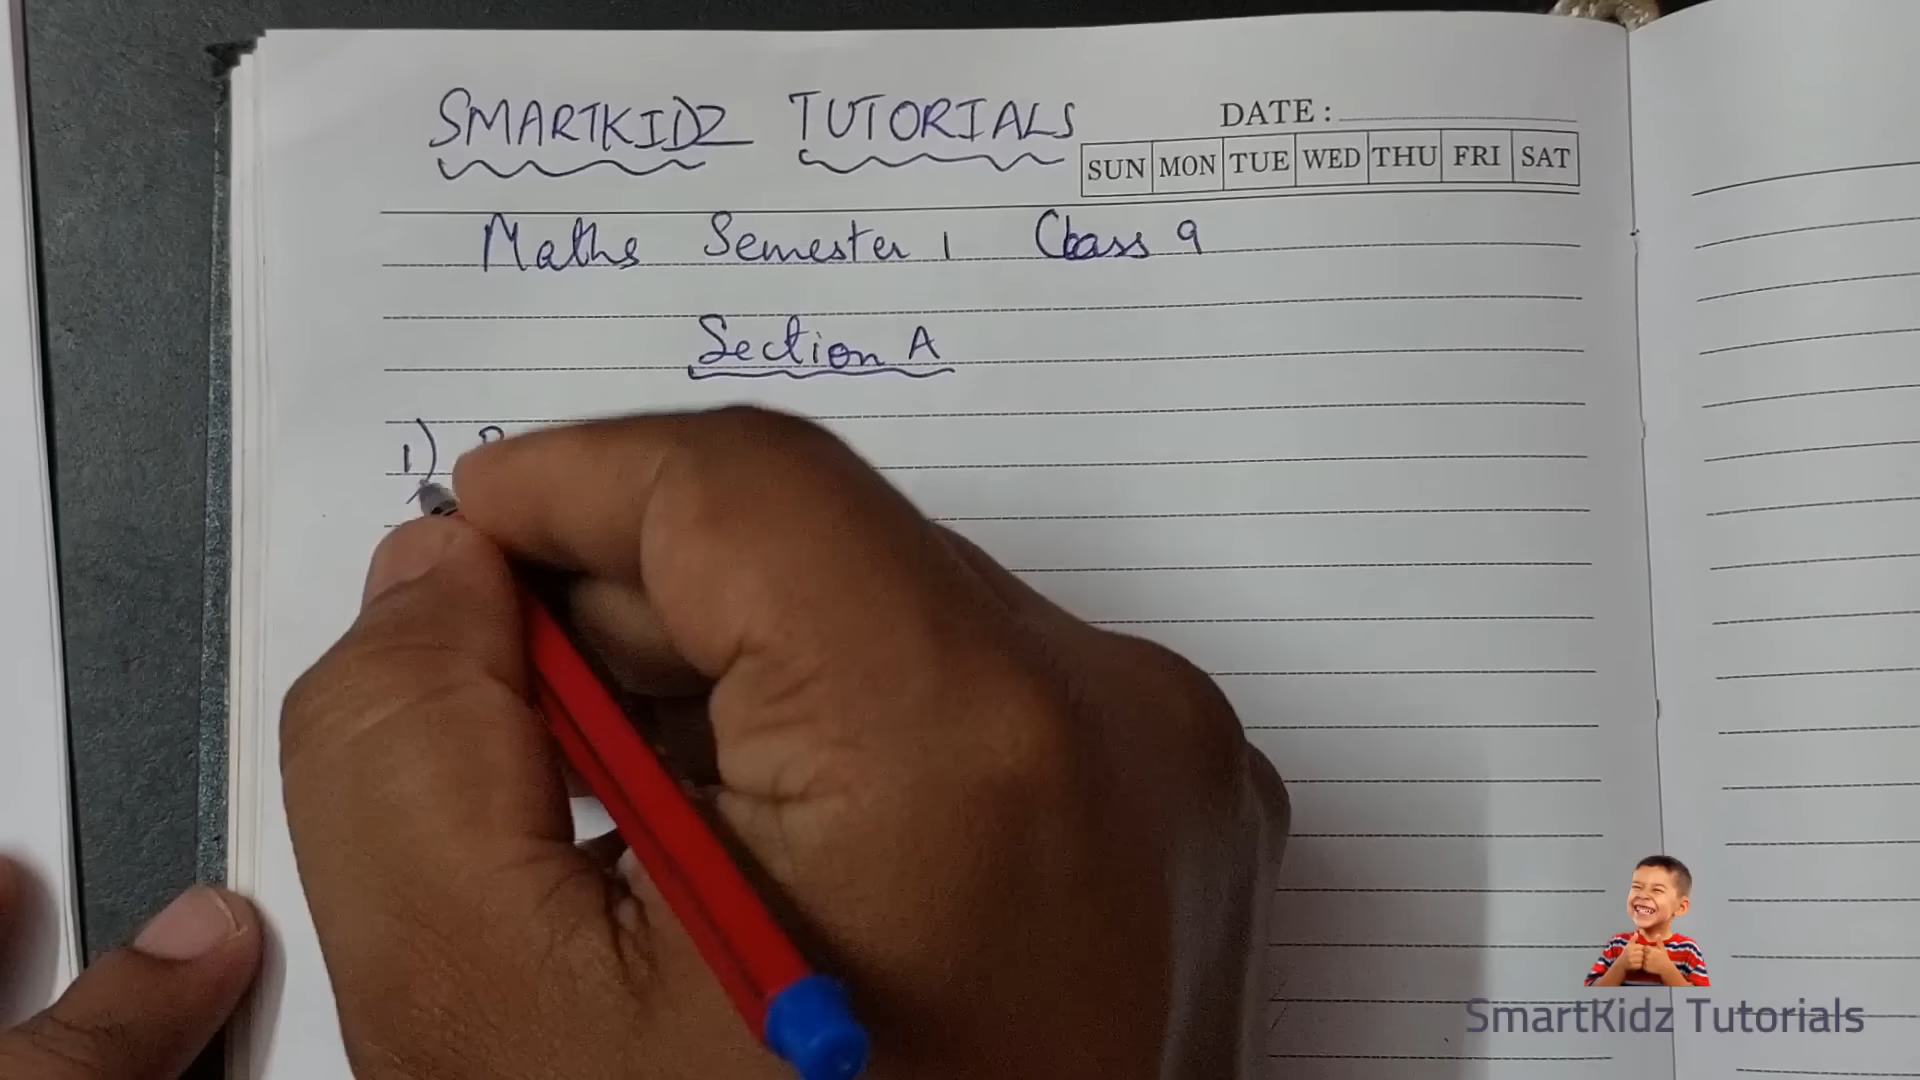 SMARTKIDZ TUTORIALS
DATE :
SUN MON TUE WED THU FRI SAT
Maths Semester 1 Class 9
Section A
1)
SmartKidz Tutorials